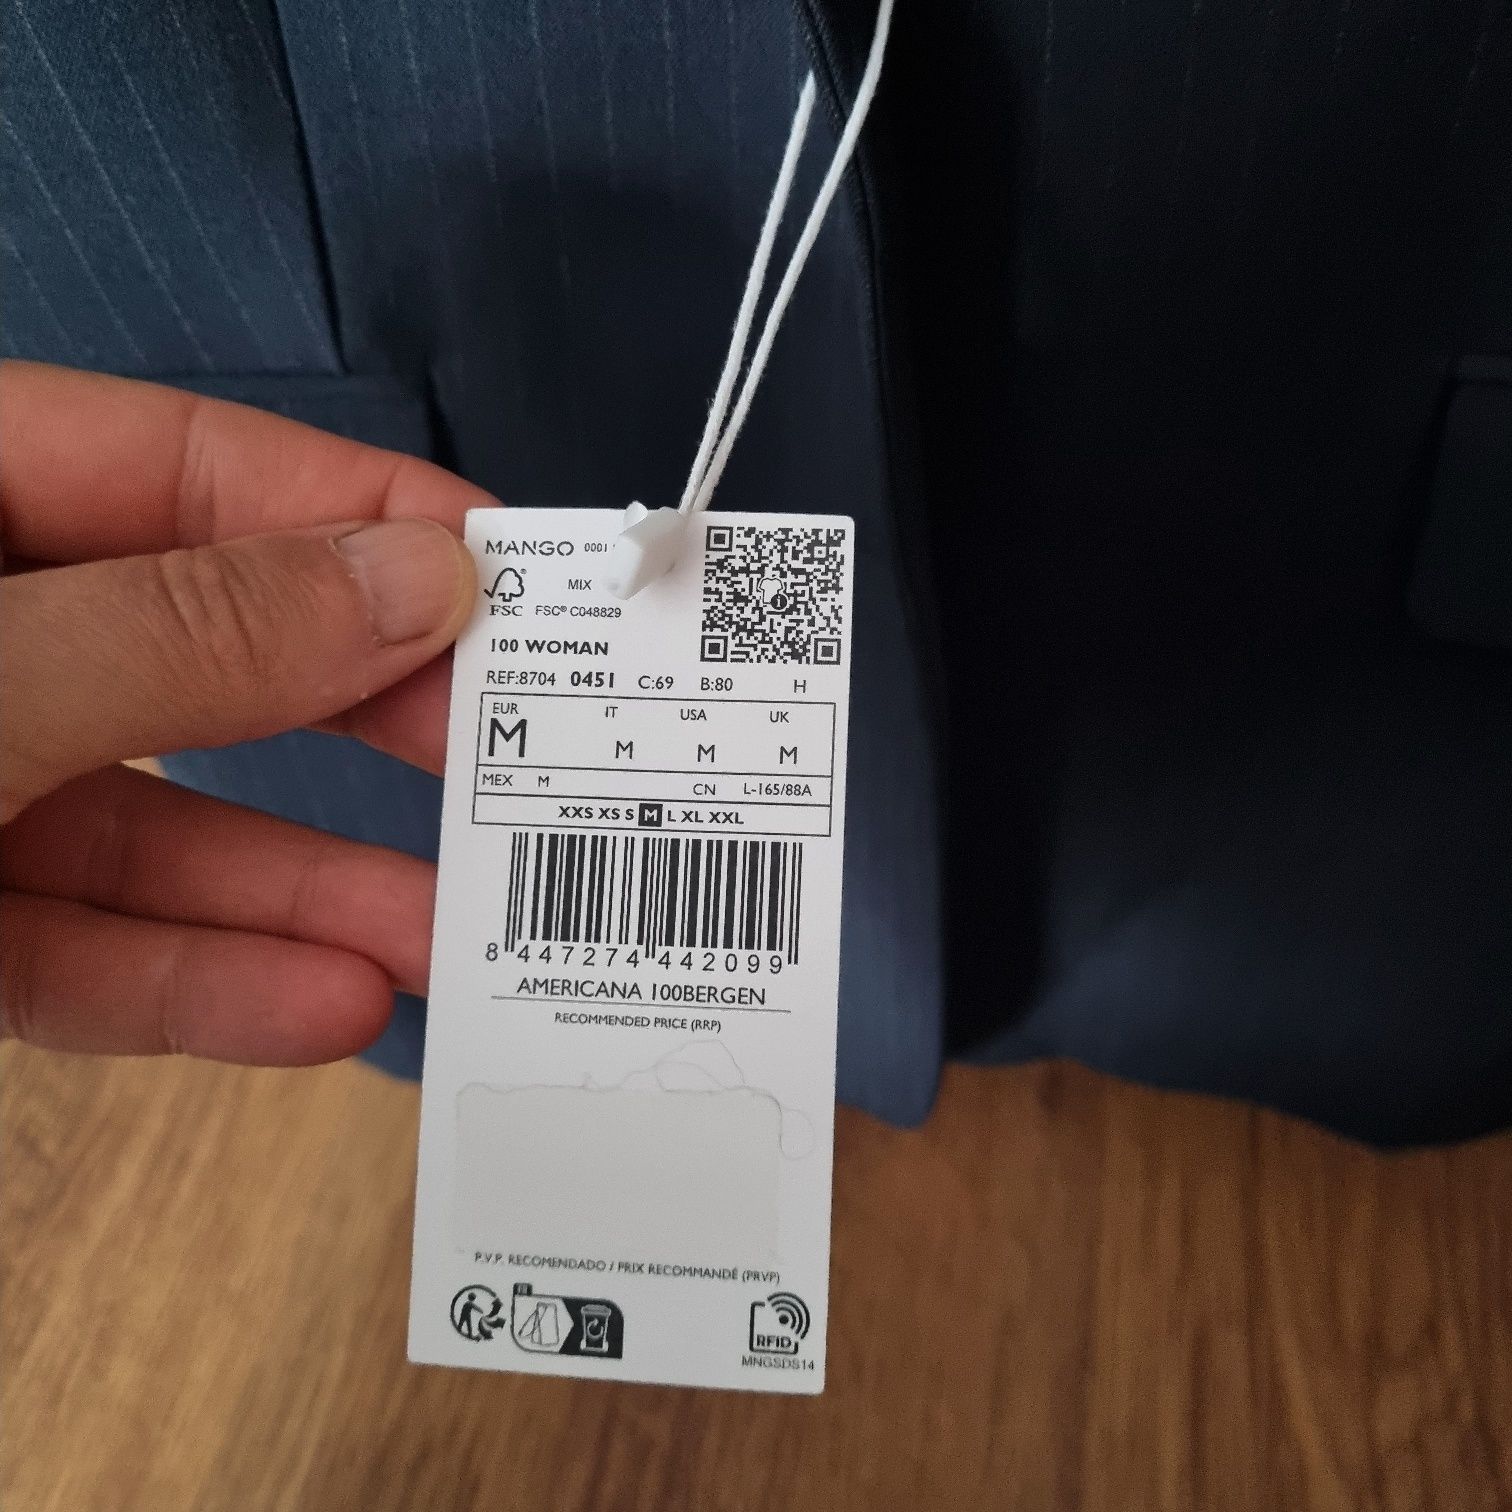 MANGO 0001
MIX
FSC FSC® C048829
100 WOMAN
REF:8704 0451 C:69 B:80 H
EUR IT USA UK
M M M M
MEX M CN L-165/88A
XXS XS S M L XL XXL
8 447274 442099
AMERICANA 100BERGEN
RECOMMENDED PRICE (RRP)
P.V.P. RECOMENDADO / PRIX RECOMMANDÉ (PRVP)
RFID
MNGSDS14